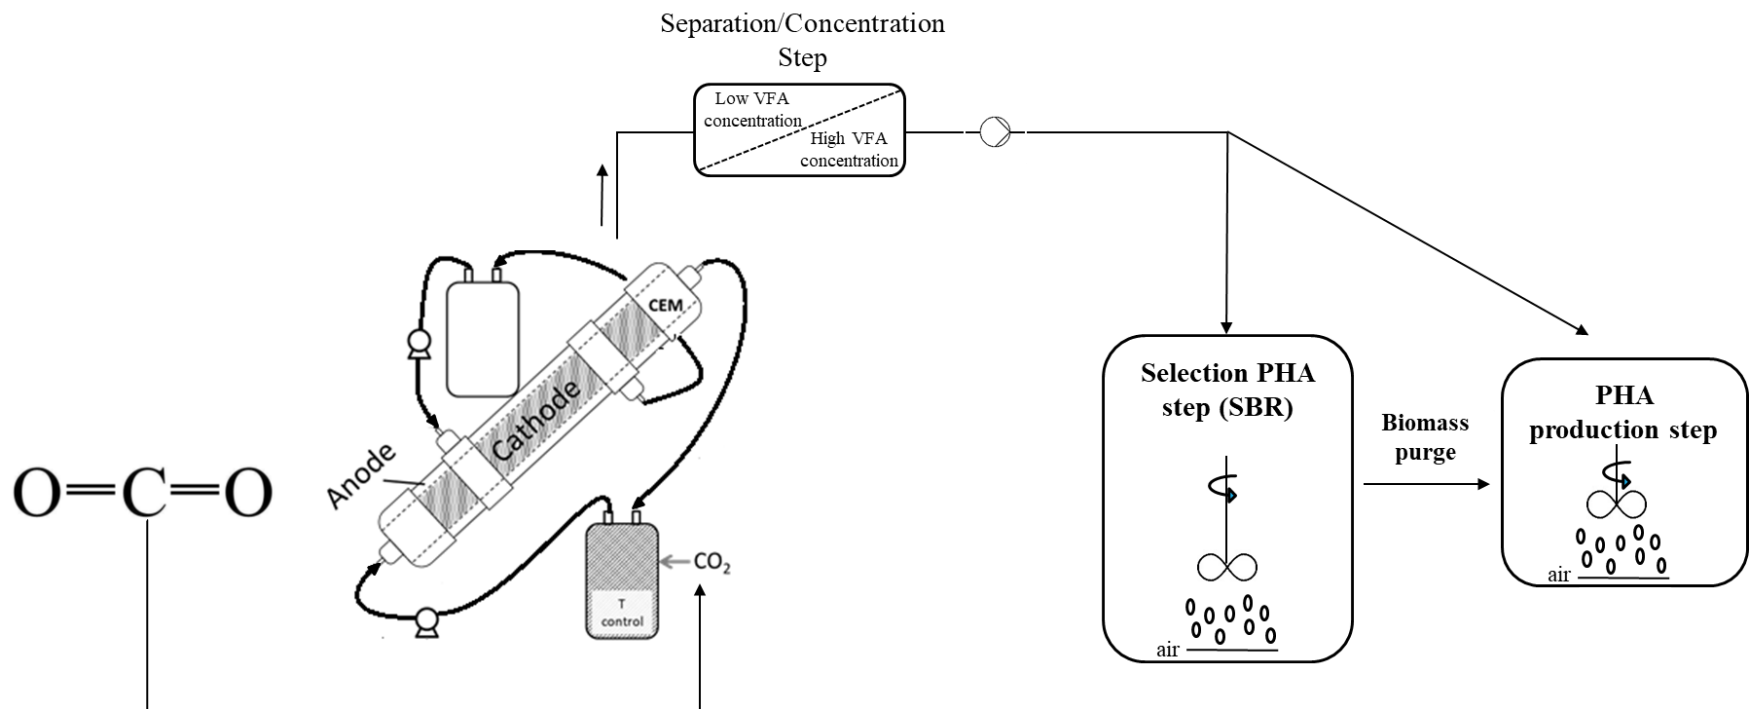 Separation/Concentration
Step
Low VFA
concentration
High VFA
concentration
CEM
Cathode
Anode
O=C=O
CO₂
T
control
Selection PHA
step (SBR)
air
Biomass
purge
PHA
production step
air